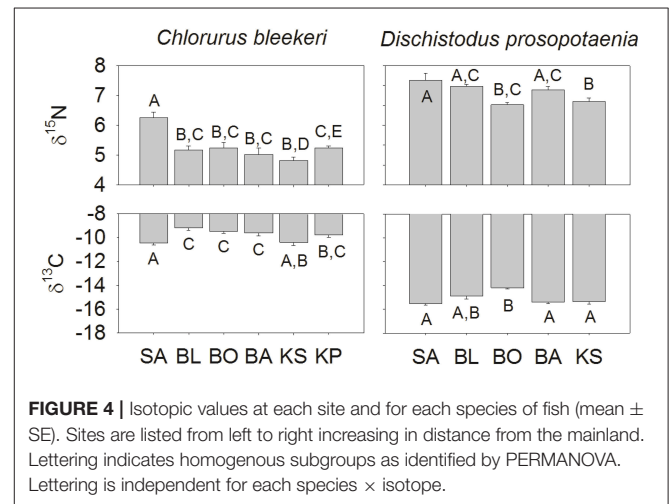 Chlorurus bleekeri Dischistodus prosopotaenia
δ15N
8
7
6
5
4
A
B,C
B,C
B,C
B,D
C,E
A
A,C
B,C
A,C
B
δ13C
-8
-10
-12
-14
-16
-18
A
C
C
C
A,B
B,C
A
A,B
B
A
A
SA BL BO BA KS KP SA BL BO BA KS
FIGURE 4 | Isotopic values at each site and for each species of fish (mean ±
SE). Sites are listed from left to right increasing in distance from the mainland.
Lettering indicates homogenous subgroups as identified by PERMANOVA.
Lettering is independent for each species × isotope.